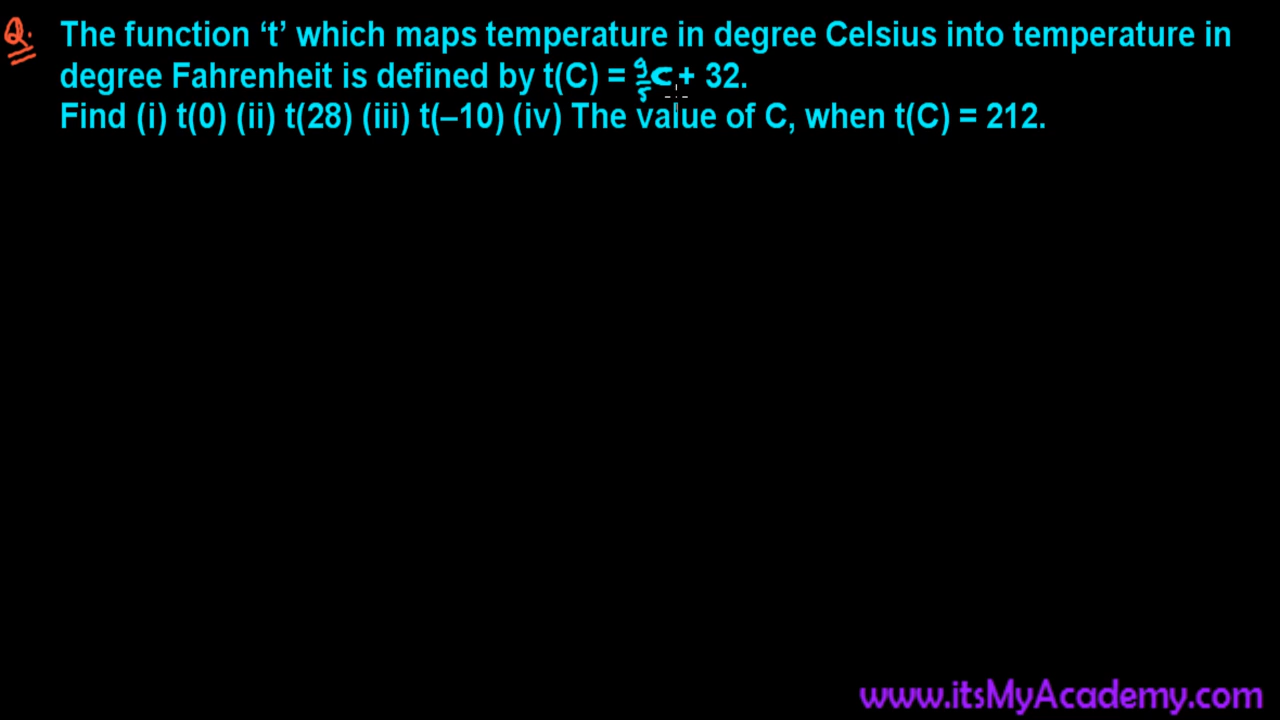 Q. The function ‘t’ which maps temperature in degree Celsius into temperature in
degree Fahrenheit is defined by t(C) = 9/5 C + 32.
Find (i) t(0) (ii) t(28) (iii) t(–10) (iv) The value of C, when t(C) = 212.
www.itsMyAcademy.com